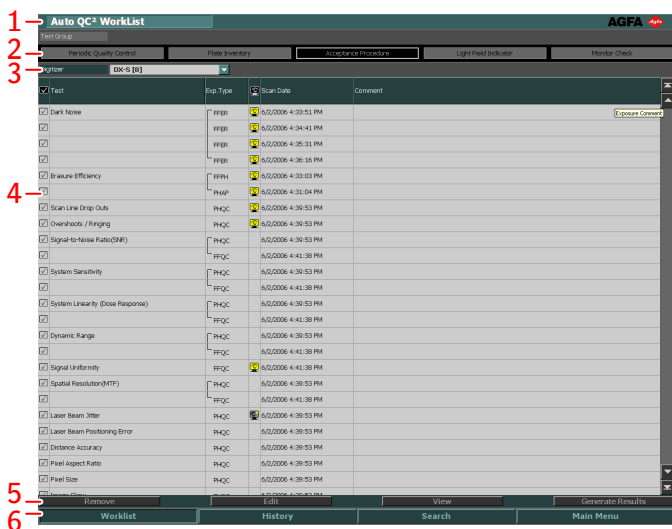 1 Auto QC² WorkList AGFA
Test Group
2 Periodic Quality Control Plate Inventory Acceptance Procedure Light Field Indicator Monitor Check
3 Digitizer DX-S [8]
Test Exp.Type Scan Date Comment
Dark Noise FFER 6/2/2006 4:33:51 PM Exposure Comment
FFER 6/2/2006 4:34:41 PM
FFER 6/2/2006 4:35:31 PM
FFER 6/2/2006 4:36:16 PM
Erasure Efficiency FFPH 6/2/2006 4:33:03 PM
4 PHAP 6/2/2006 4:31:04 PM
Scan Line Drop Outs PHQC 6/2/2006 4:39:53 PM
Overshoots / Ringing PHQC 6/2/2006 4:39:53 PM
Signal-to-Noise Ratio(SNR) PHQC 6/2/2006 4:39:53 PM
FFQC 6/2/2006 4:41:38 PM
System Sensitivity PHQC 6/2/2006 4:39:53 PM
FFQC 6/2/2006 4:41:38 PM
System Linearity (Dose Response) PHQC 6/2/2006 4:39:53 PM
FFQC 6/2/2006 4:41:38 PM
Dynamic Range PHQC 6/2/2006 4:39:53 PM
FFQC 6/2/2006 4:41:38 PM
Signal Uniformity FFQC 6/2/2006 4:41:38 PM
Spatial Resolution(MTF) PHQC 6/2/2006 4:39:53 PM
FFQC 6/2/2006 4:41:38 PM
Laser Beam Jitter PHQC 6/2/2006 4:39:53 PM
Laser Beam Positioning Error PHQC 6/2/2006 4:39:53 PM
Distance Accuracy PHQC 6/2/2006 4:39:53 PM
Pixel Aspect Ratio PHQC 6/2/2006 4:39:53 PM
Pixel Size PHQC 6/2/2006 4:39:53 PM
5 Remove Edit View Generate Results
6 Worklist History Search Main Menu